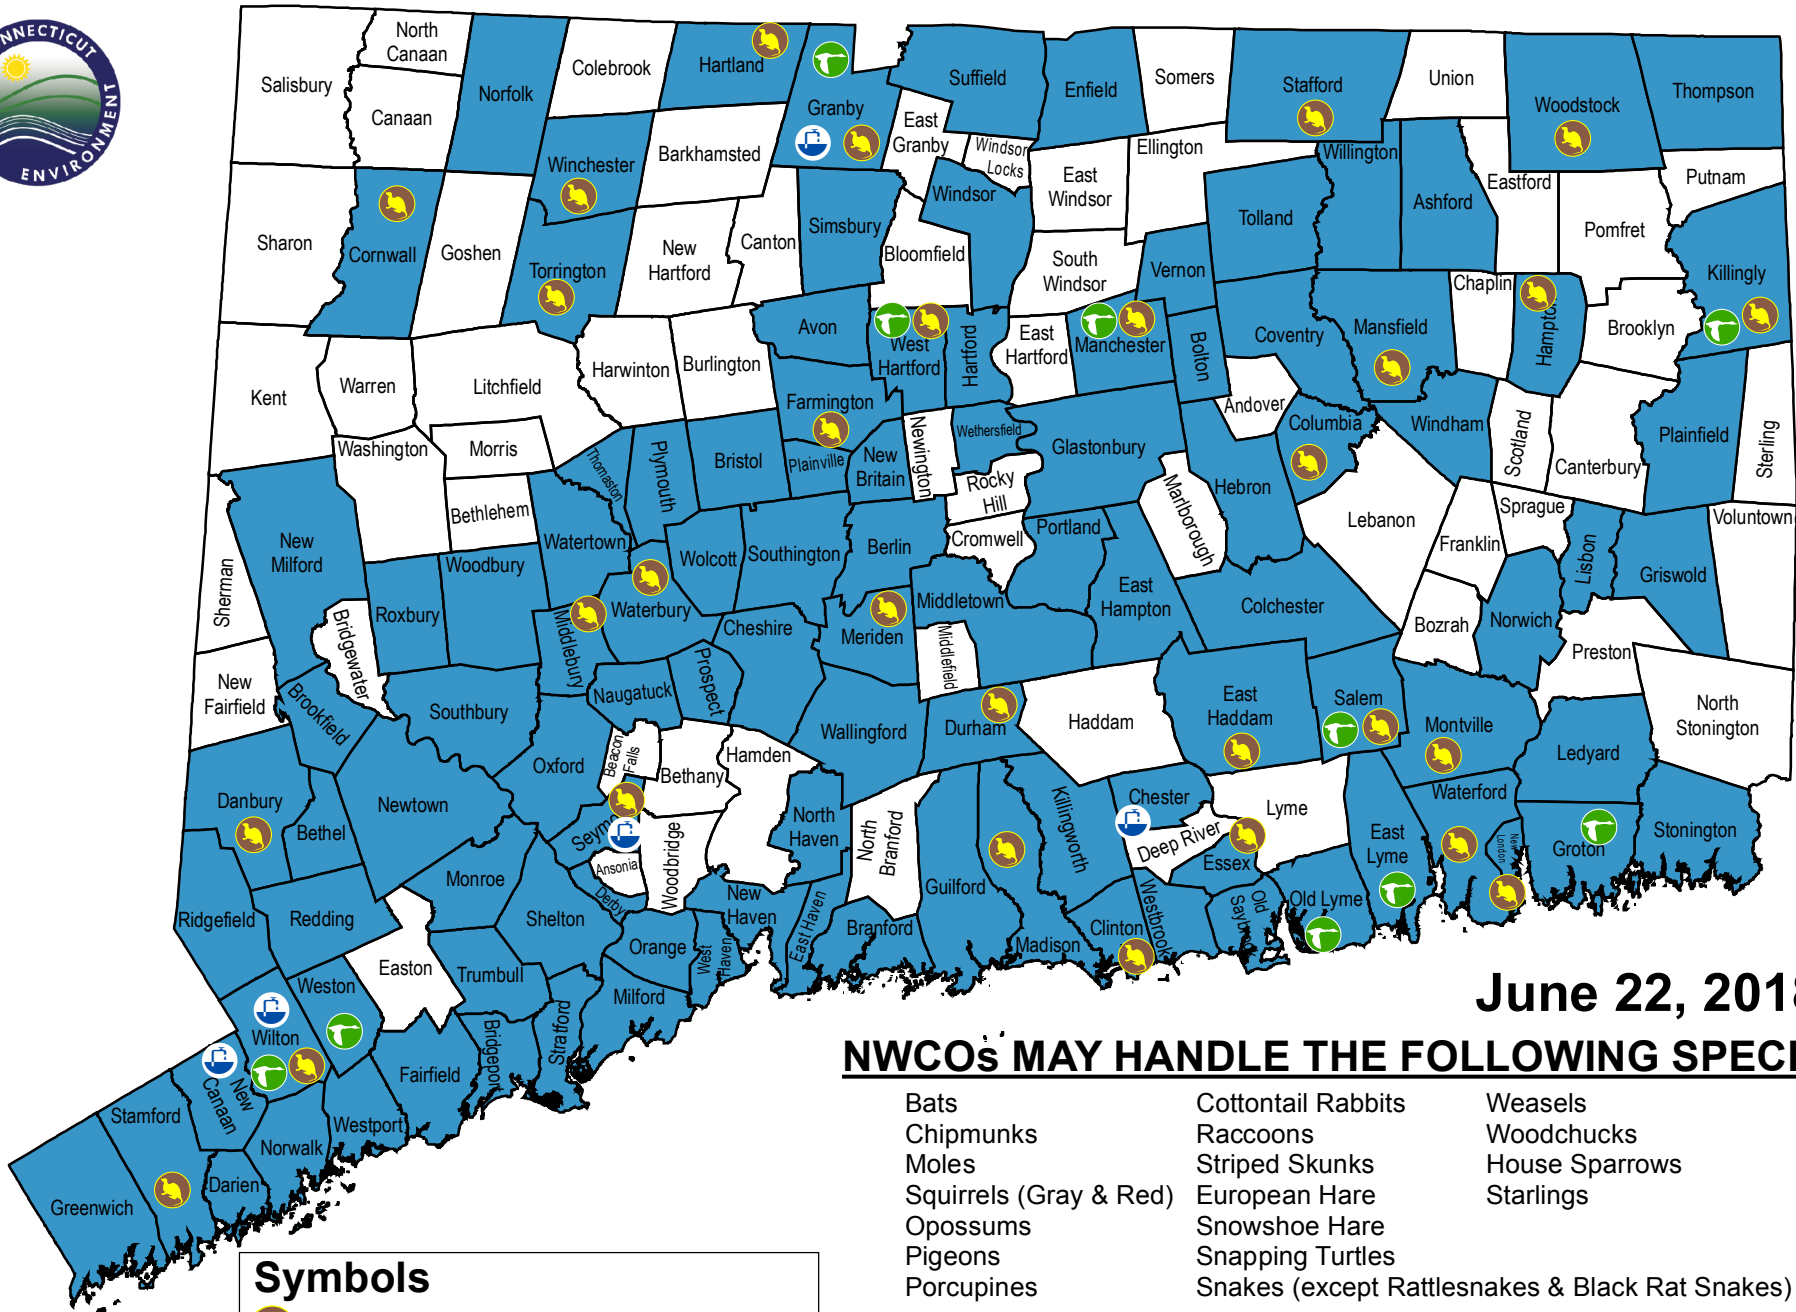 NNECTICUT
ENVIRONMENT
Salisbury
North
Canaan
Canaan
Norfolk
Colebrook
Hartland
Granby
Suffield
Enfield
Somers
Stafford
Union
Woodstock
Thompson
East
Granby
Windsor
Locks
Windsor
East
Windsor
Ellington
Willington
Ashford
Eastford
Putnam
Winchester
Barkhamsted
Sharon
Cornwall
Goshen
Torrington
New
Hartford
Canton
Simsbury
Bloomfield
South
Windsor
Vernon
Tolland
Pomfret
Killingly
Chaplin
Hampton
Brooklyn
Kent
Warren
Litchfield
Harwinton
Burlington
Avon
West
Hartford
Hartford
East
Hartford
Manchester
Bolton
Coventry
Mansfield
Andover
Columbia
Windham
Scotland
Canterbury
Plainfield
Sterling
Washington
Morris
Thomaston
Plymouth
Bristol
Farmington
Plainville
New
Britain
Newington
Wethersfield
Rocky
Hill
Glastonbury
Marlborough
Hebron
Lebanon
Franklin
Sprague
Lisbon
Griswold
Voluntown
Bethlehem
Watertown
New
Milford
Sherman
Woodbury
Roxbury
Bridgewater
Middlebury
Waterbury
Wolcott
Southington
Berlin
Cromwell
Portland
East
Hampton
Colchester
Bozrah
Norwich
Preston
North
Stonington
New
Fairfield
Brookfield
Southbury
Naugatuck
Prospect
Cheshire
Meriden
Middletown
Middlefield
Durham
Haddam
East
Haddam
Salem
Montville
Ledyard
Danbury
Bethel
Newtown
Oxford
Beacon
Falls
Bethany
Hamden
Wallingford
North
Haven
North
Branford
Guilford
Killingworth
Chester
Deep River
Essex
Lyme
East
Lyme
Waterford
New
London
Groton
Stonington
Seymo
Ansonia
Derby
Woodbridge
Monroe
Shelton
Ridgefield
Redding
Easton
Trumbull
Orange
West
Haven
New
Haven
East Haven
Branford
Madison
Clinton
Westbrook
Old
Saybrook
Old Lyme
Weston
Wilton
New
Canaan
Milford
Stratford
Bridgeport
Fairfield
Westport
Norwalk
Darien
Stamford
Greenwich
June 22, 2018
NWCOs MAY HANDLE THE FOLLOWING SPECI
Bats
Chipmunks
Moles
Squirrels (Gray & Red)
Opossums
Pigeons
Porcupines
Cottontail Rabbits
Raccoons
Striped Skunks
European Hare
Snowshoe Hare
Snapping Turtles
Snakes (except Rattlesnakes & Black Rat Snakes)
Weasels
Woodchucks
House Sparrows
Starlings
Symbols